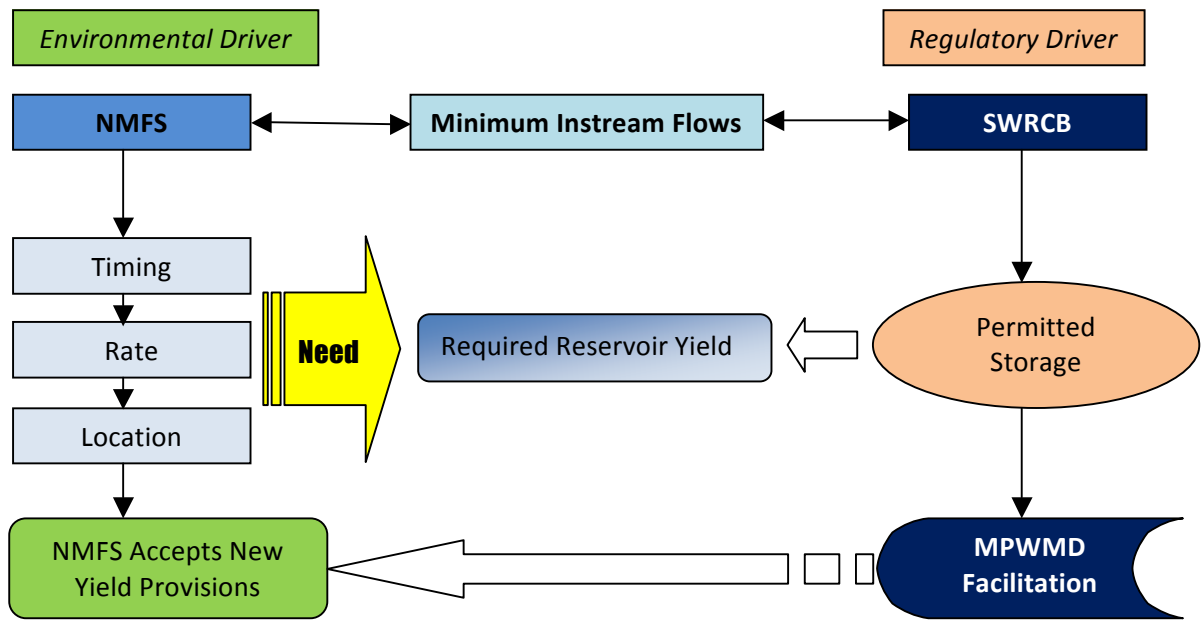 Environmental Driver
Regulatory Driver
NMFS
Minimum Instream Flows
SWRCB
Timing
Rate
Location
Need
Required Reservoir Yield
Permitted
Storage
NMFS Accepts New
Yield Provisions
MPWMD
Facilitation